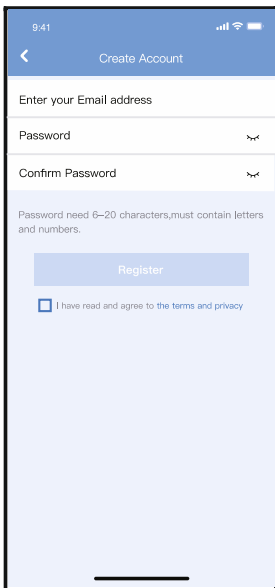 9:41
Create Account
Enter your Email address
Password
Confirm Password
Password need 6–20 characters,must contain letters
and numbers.
Register
I have read and agree to the terms and privacy